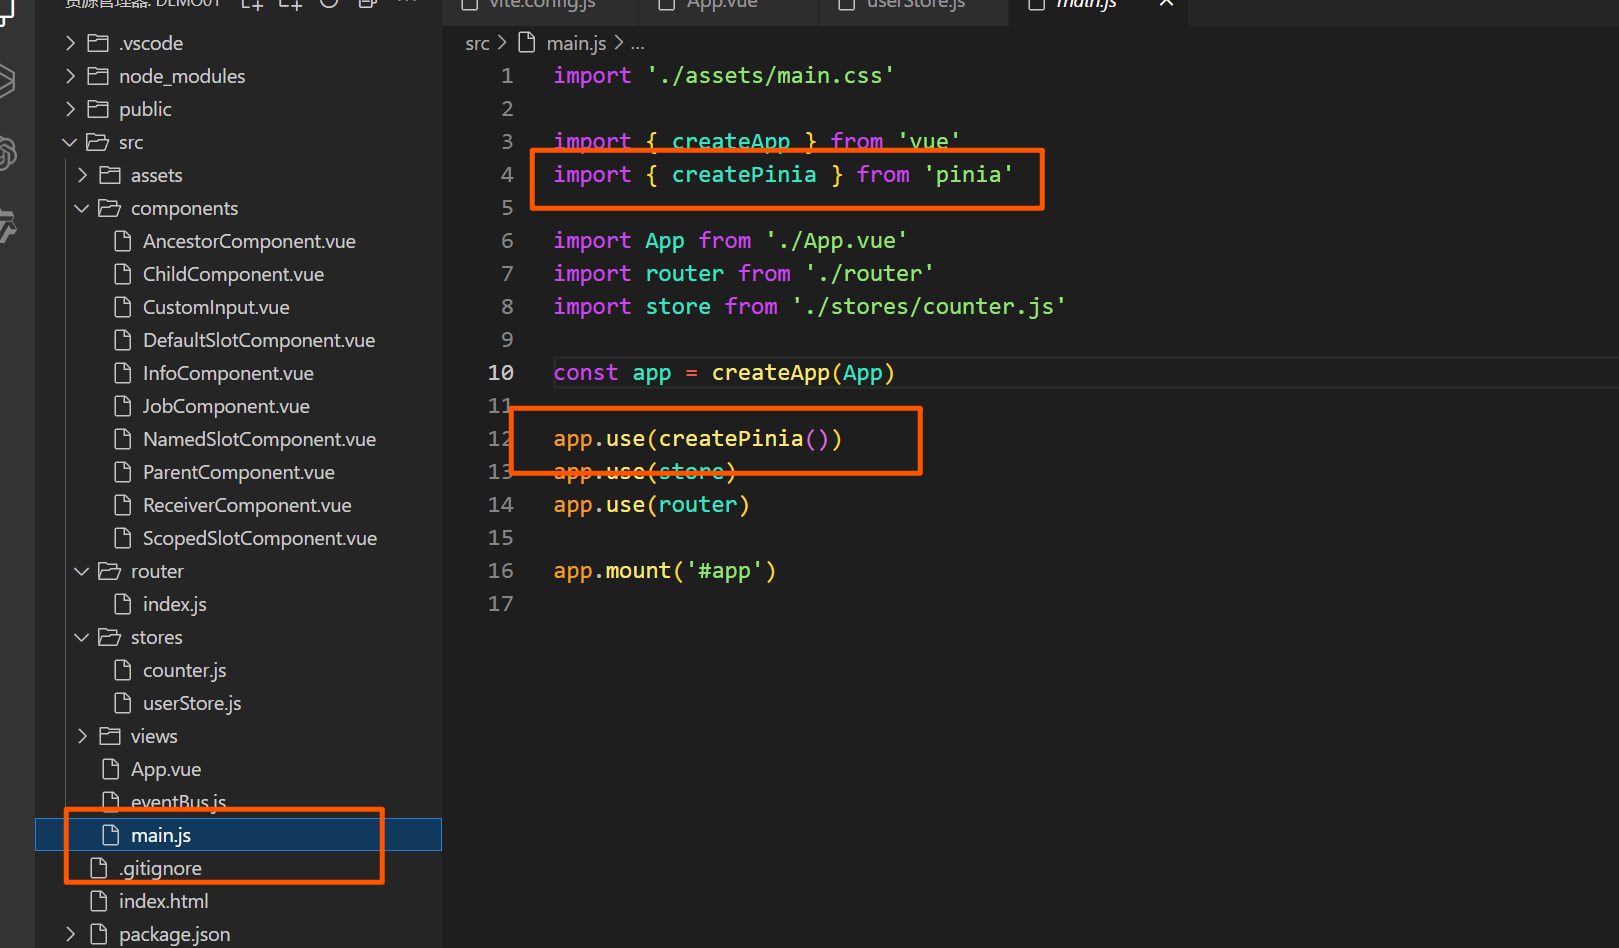 资源管理器: DEMO01
.vscode
node_modules
public
src
assets
components
AncestorComponent.vue
ChildComponent.vue
CustomInput.vue
DefaultSlotComponent.vue
InfoComponent.vue
JobComponent.vue
NamedSlotComponent.vue
ParentComponent.vue
ReceiverComponent.vue
ScopedSlotComponent.vue
router
index.js
stores
counter.js
userStore.js
views
App.vue
eventBus.js
main.js
.gitignore
index.html
package.json
vite.config.js
App.vue
userStore.js
main.js
src > main.js > ...
1 import './assets/main.css'
2
3 import { createApp } from 'vue'
4 import { createPinia } from 'pinia'
5
6 import App from './App.vue'
7 import router from './router'
8 import store from './stores/counter.js'
9
10 const app = createApp(App)
11
12 app.use(createPinia())
13 app.use(store)
14 app.use(router)
15
16 app.mount('#app')
17